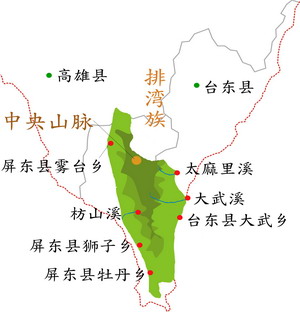 高雄县
排湾族
台东县
中央山脉
屏东县雾台乡
太麻里溪
大武溪
枋山溪
台东县大武乡
屏东县狮子乡
屏东县牡丹乡